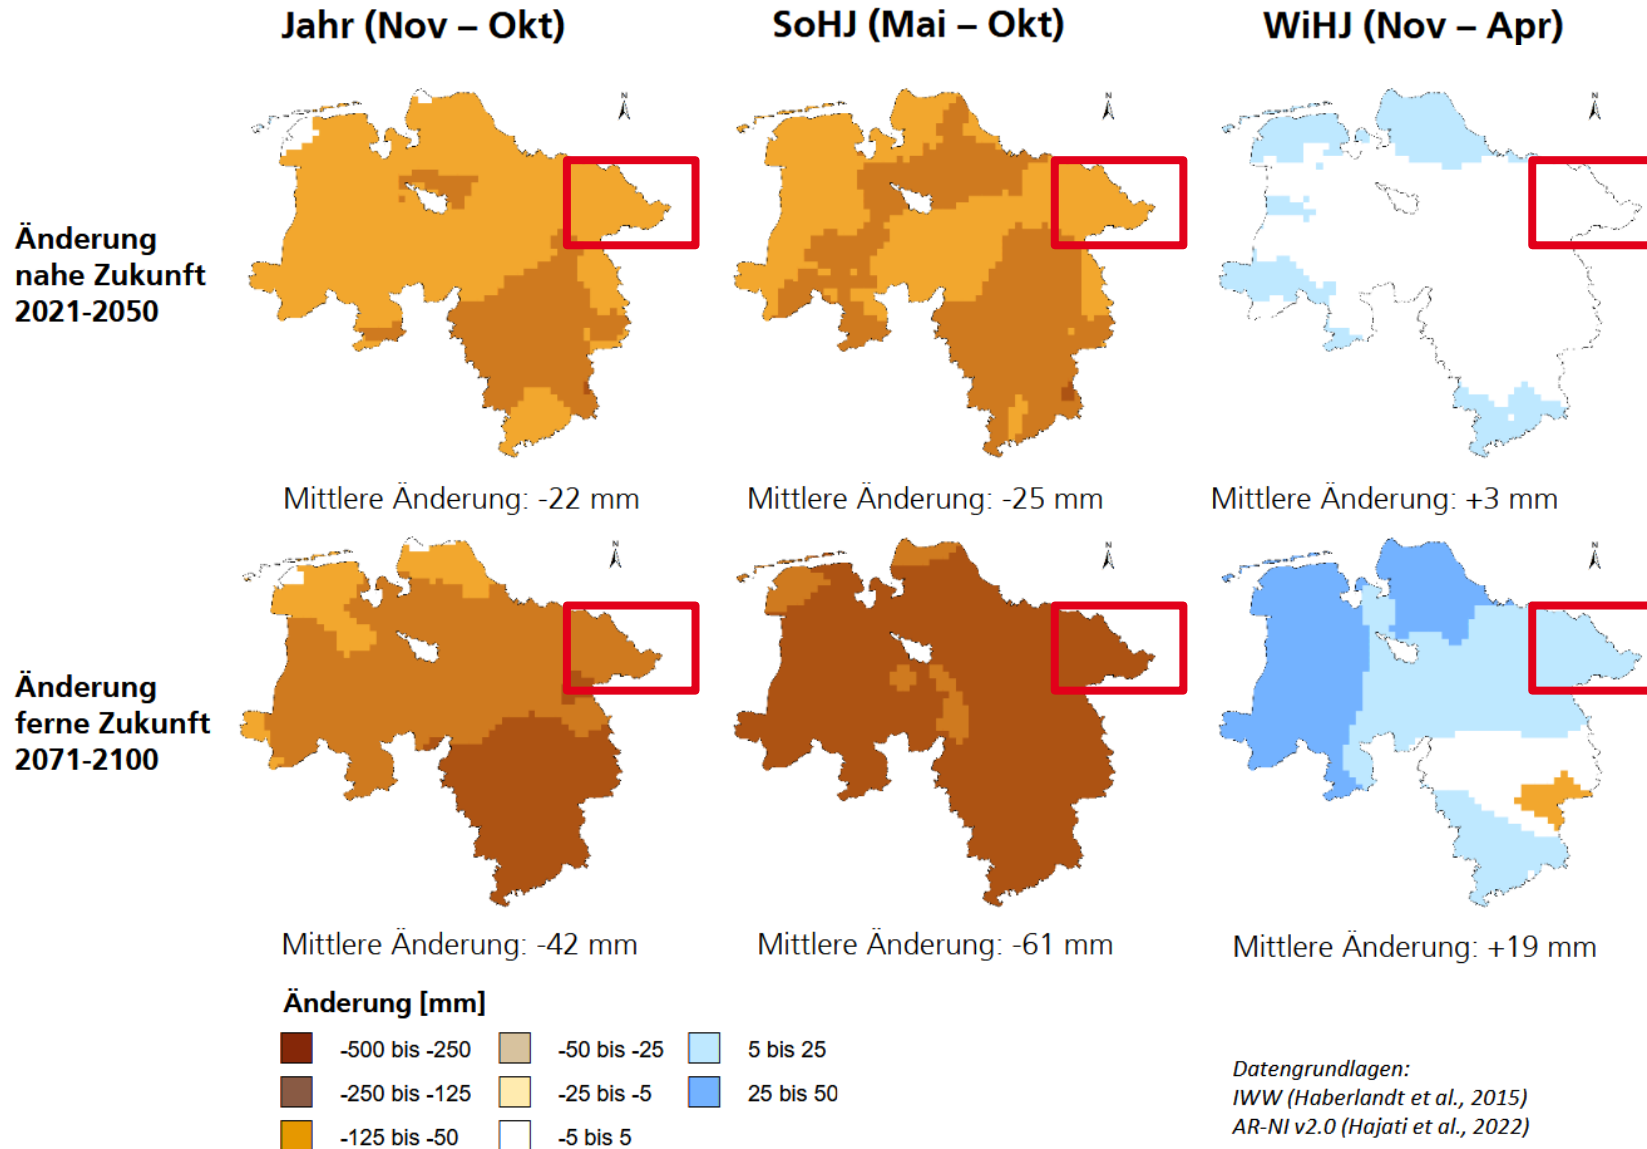 Jahr (Nov – Okt)
SoHJ (Mai – Okt)
WiHJ (Nov – Apr)
N
N
N
Änderung
nahe Zukunft
2021-2050
Mittlere Änderung: -22 mm
Mittlere Änderung: -25 mm
Mittlere Änderung: +3 mm
N
N
N
Änderung
ferne Zukunft
2071-2100
Mittlere Änderung: -42 mm
Mittlere Änderung: -61 mm
Mittlere Änderung: +19 mm
Änderung [mm]
-500 bis -250
-50 bis -25
5 bis 25
-250 bis -125
-25 bis -5
25 bis 50
-125 bis -50
-5 bis 5
Datengrundlagen:
IWW (Haberlandt et al., 2015)
AR-NI v2.0 (Hajati et al., 2022)